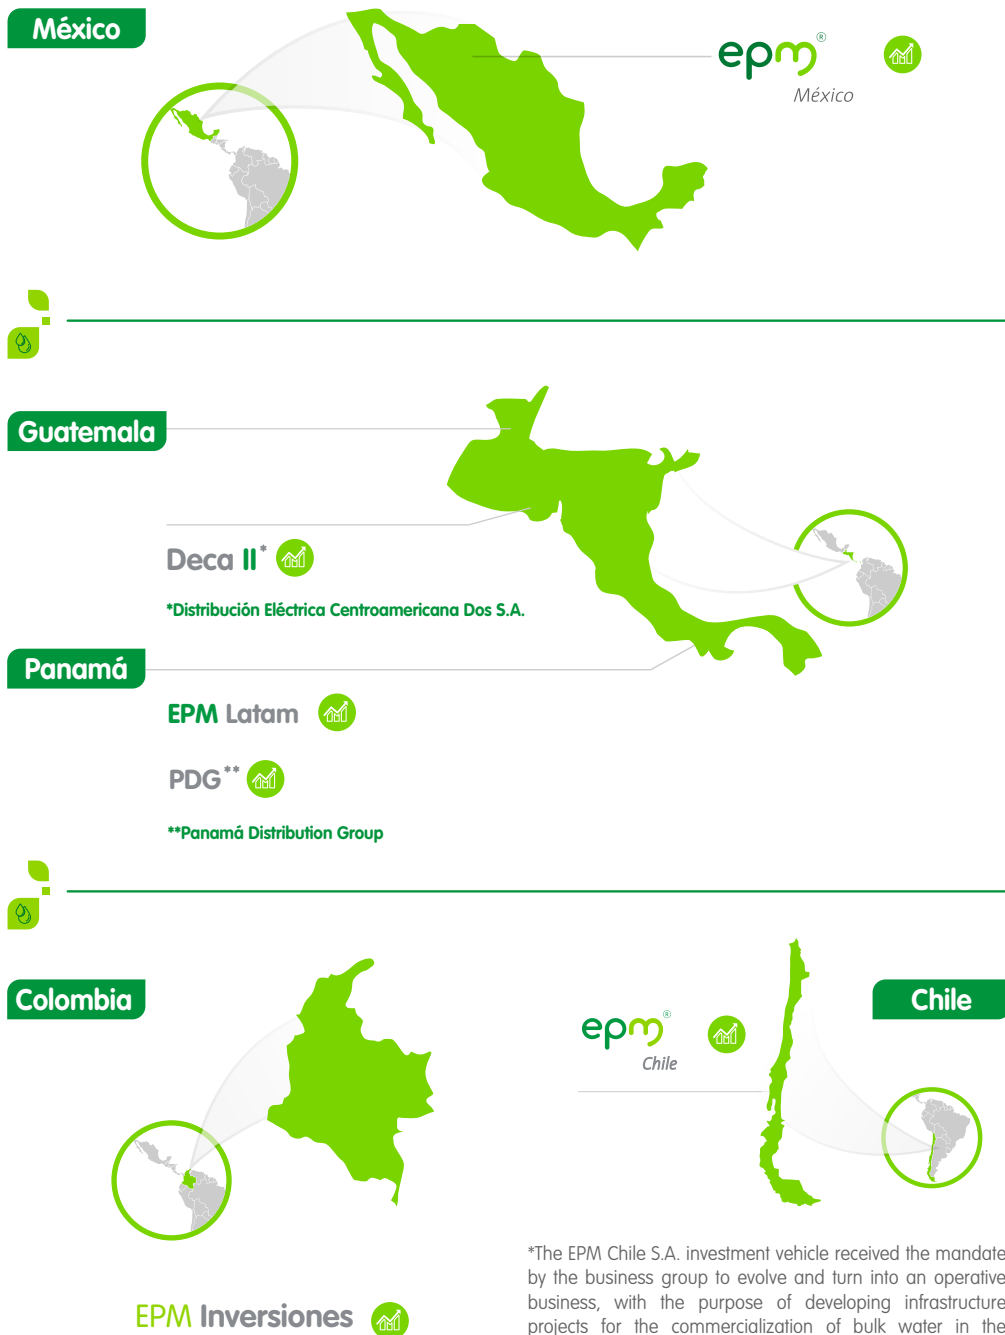 México
epm®
México
Guatemala
Deca II*
*Distribución Eléctrica Centroamericana Dos S.A.
Panamá
EPM Latam
PDG**
**Panamá Distribution Group
Colombia
EPM Inversiones
Chile
epm®
Chile
*The EPM Chile S.A. investment vehicle received the mandate
by the business group to evolve and turn into an operative
business, with the purpose of developing infrastructure
projects for the commercialization of bulk water in the